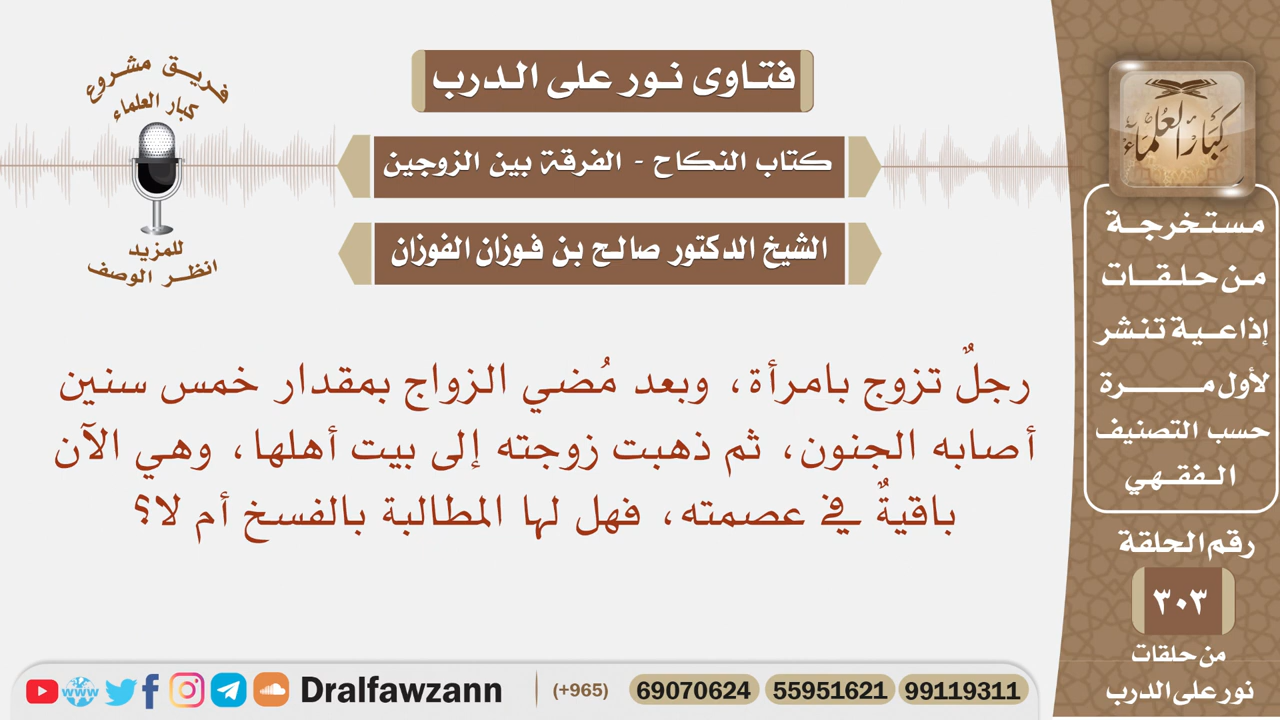 فتاوى نور على الدرب
كتاب النكاح - الفرقة بين الزوجين
الشيخ الدكتور صالح بن فوزان الفوزان
فريق مشروع
كبار العلماء
للمزيد
انظر الوصف
رجلٌ تزوج بامرأة، وبعد مُضي الزواج بمقدار خمس سنين
أصابه الجنون، ثم ذهبت زوجته إلى بيت أهلها، وهي الآن
باقيةٌ في عصمته، فهل لها المطالبة بالفسخ أم لا؟
كبار العلماء
مستخرجة
من حلقات
إذاعية تنشر
لأول مرة
حسب التصنيف
الفقهي
رقم الحلقة
٣٠٣
من حلقات
نور على الدرب
www Dralfawzann (+965) 69070624 55951621 99119311